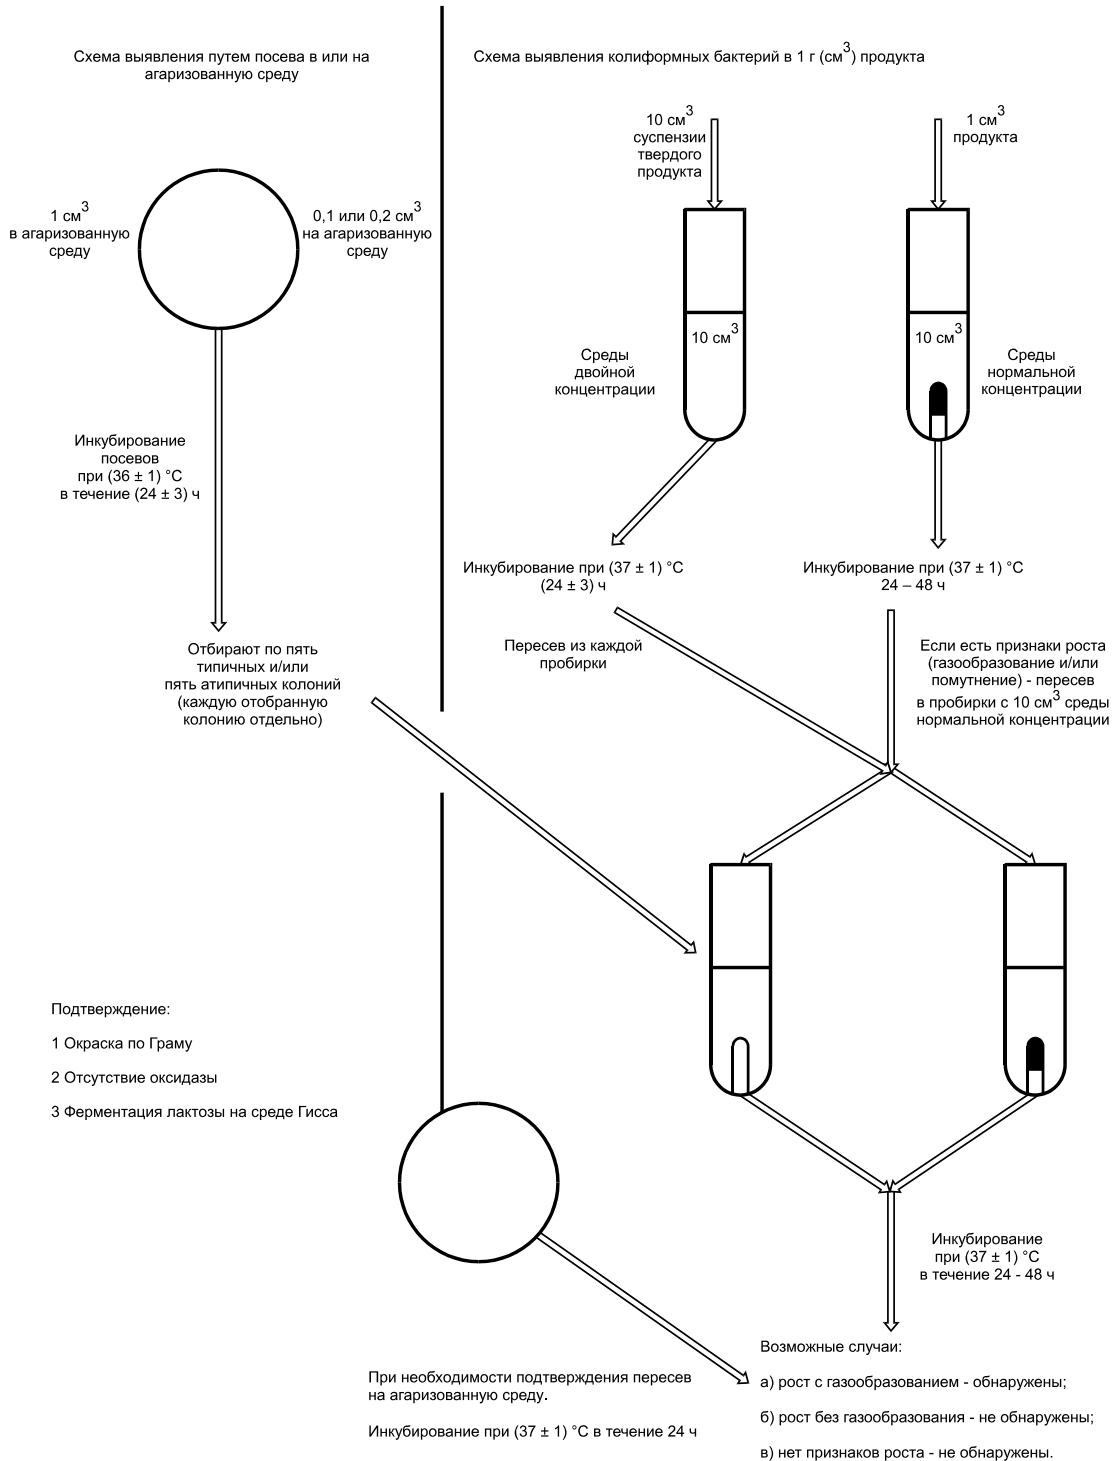 Схема выявления путем посева в или на
агаризованную среду
1 см³
в агаризованную
среду
0,1 или 0,2 см³
на агаризованную
среду
Инкубирование
посевов
при (36 ± 1) °С
в течение (24 ± 3) ч
Отбирают по пять
типичных и/или
пять атипичных колоний
(каждую отобранную
колонию отдельно)
Схема выявления колиформных бактерий в 1 г (см³) продукта
10 см³
суспензии
твердого
продукта
1 см³
продукта
10 см³
10 см³
Среды
двойной
концентрации
Среды
нормальной
концентрации
Инкубирование при (37 ± 1) °С
(24 ± 3) ч
Инкубирование при (37 ± 1) °С
24 – 48 ч
Пересев из каждой
пробирки
Если есть признаки роста
(газообразование и/или
помутнение) - пересев
в пробирки с 10 см³ среды
нормальной концентрации
Подтверждение:
1 Окраска по Граму
2 Отсутствие оксидазы
3 Ферментация лактозы на среде Гисса
Инкубирование
при (37 ± 1) °С
в течение 24 - 48 ч
При необходимости подтверждения пересев
на агаризованную среду.
Инкубирование при (37 ± 1) °С в течение 24 ч
Возможные случаи:
а) рост с газообразованием - обнаружены;
б) рост без газообразования - не обнаружены;
в) нет признаков роста - не обнаружены.